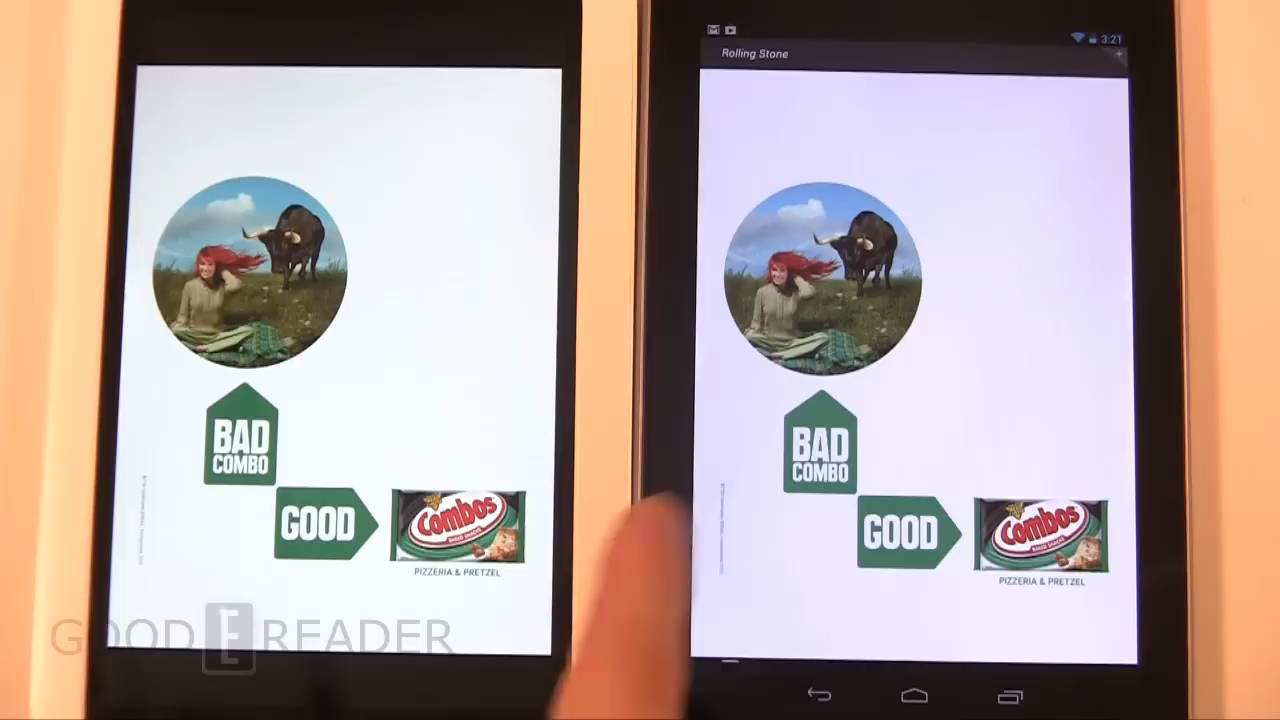 BAD
COMBO
GOOD
Combos
BAKED SNACKS
PIZZERIA & PRETZEL
GOOD E READER
3:21
Rolling Stone
BAD
COMBO
GOOD
Combos
BAKED SNACKS
PIZZERIA & PRETZEL